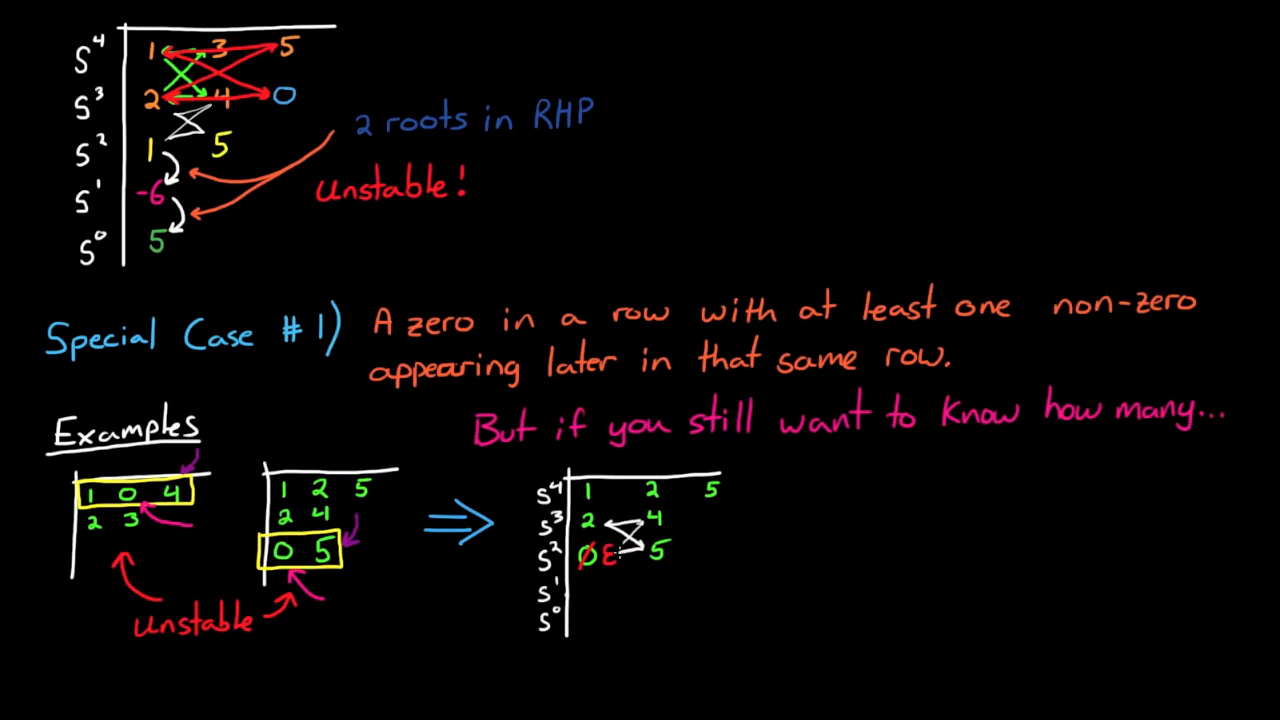 S⁴ 1 3 5
S³ 2 4 0
2 roots in RHP
S² 1 5
S¹ -6
unstable!
S⁰ 5
Special Case #1) A zero in a row with at least one non-zero
appearing later in that same row.
But if you still want to know how many...
Examples
1 0 4
2 3
1 2 5
2 4
0 5
unstable
S⁴ 1 2 5
S³ 2 4
S² 0 ε 5
S¹
S⁰